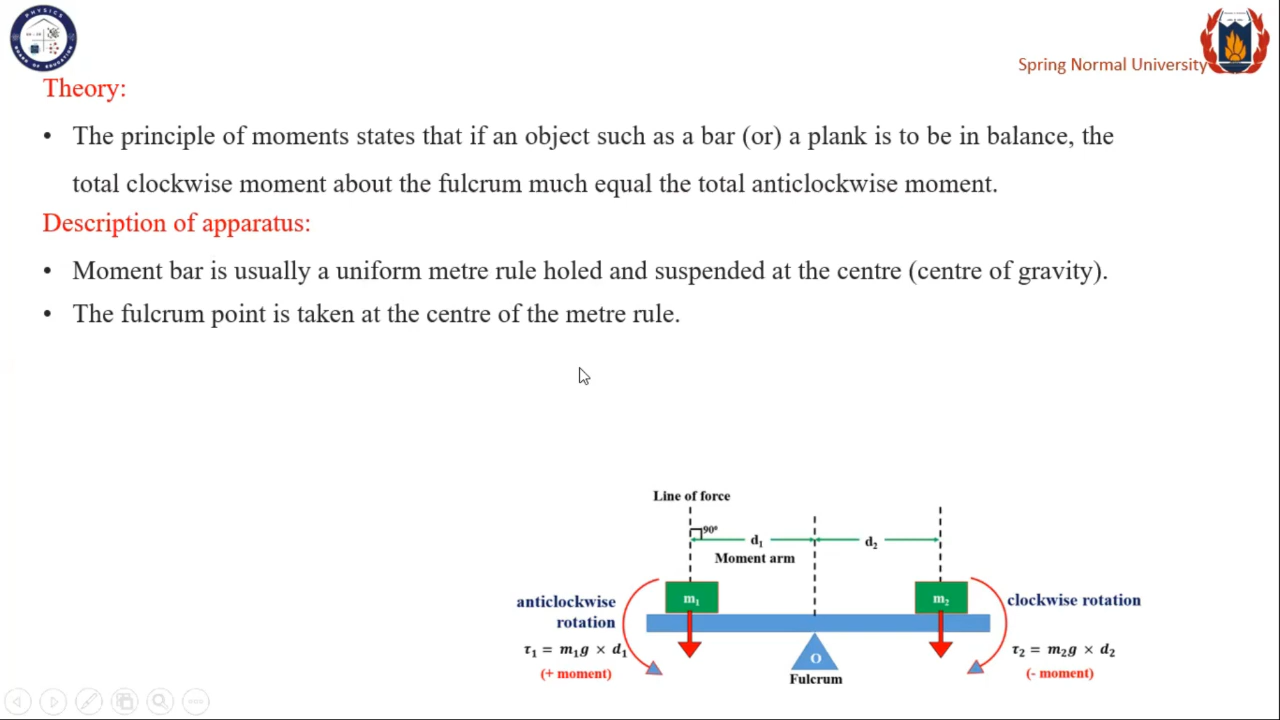 PHYSICS
BOARD OF EDUCATION
Spring Normal University
Theory:
• The principle of moments states that if an object such as a bar (or) a plank is to be in balance, the
total clockwise moment about the fulcrum much equal the total anticlockwise moment.
Description of apparatus:
• Moment bar is usually a uniform metre rule holed and suspended at the centre (centre of gravity).
• The fulcrum point is taken at the centre of the metre rule.
Line of force
90°
d₁
d₂
Moment arm
m₁
m₂
anticlockwise
rotation
clockwise rotation
τ₁ = m₁g × d₁
τ₂ = m₂g × d₂
(+ moment)
(- moment)
O
Fulcrum